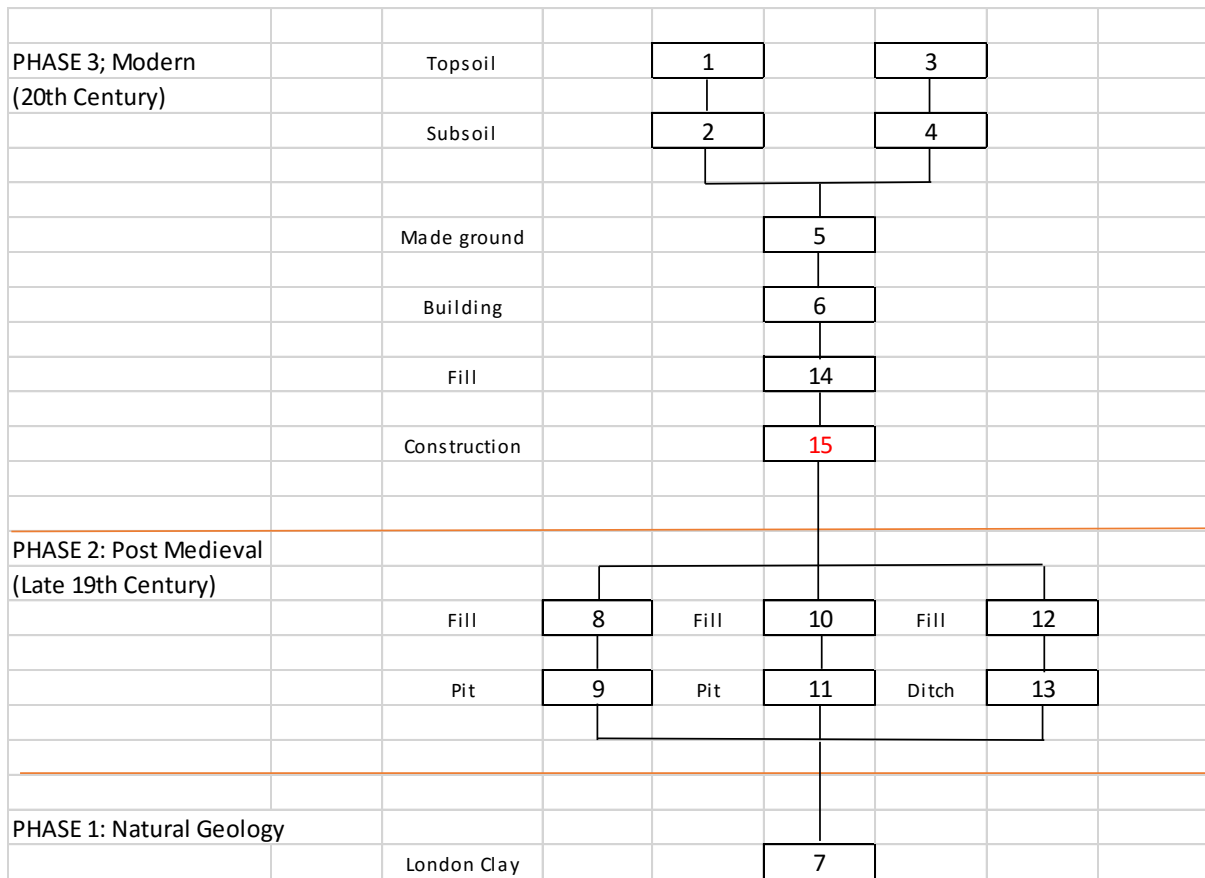 PHASE 3; Modern Topsoil 1 3
(20th Century)
Subsoil 2 4
Made ground 5
Building 6
Fill 14
Construction 15
PHASE 2: Post Medieval
(Late 19th Century)
Fill 8 Fill 10 Fill 12
Pit 9 Pit 11 Ditch 13
PHASE 1: Natural Geology
London Clay 7